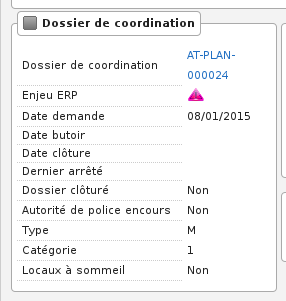 Dossier de coordination
Dossier de coordination AT-PLAN-
000024
Enjeu ERP
Date demande 08/01/2015
Date butoir
Date clôture
Dernier arrêté
Dossier clôturé Non
Autorité de police encours Non
Type M
Catégorie 1
Locaux à sommeil Non